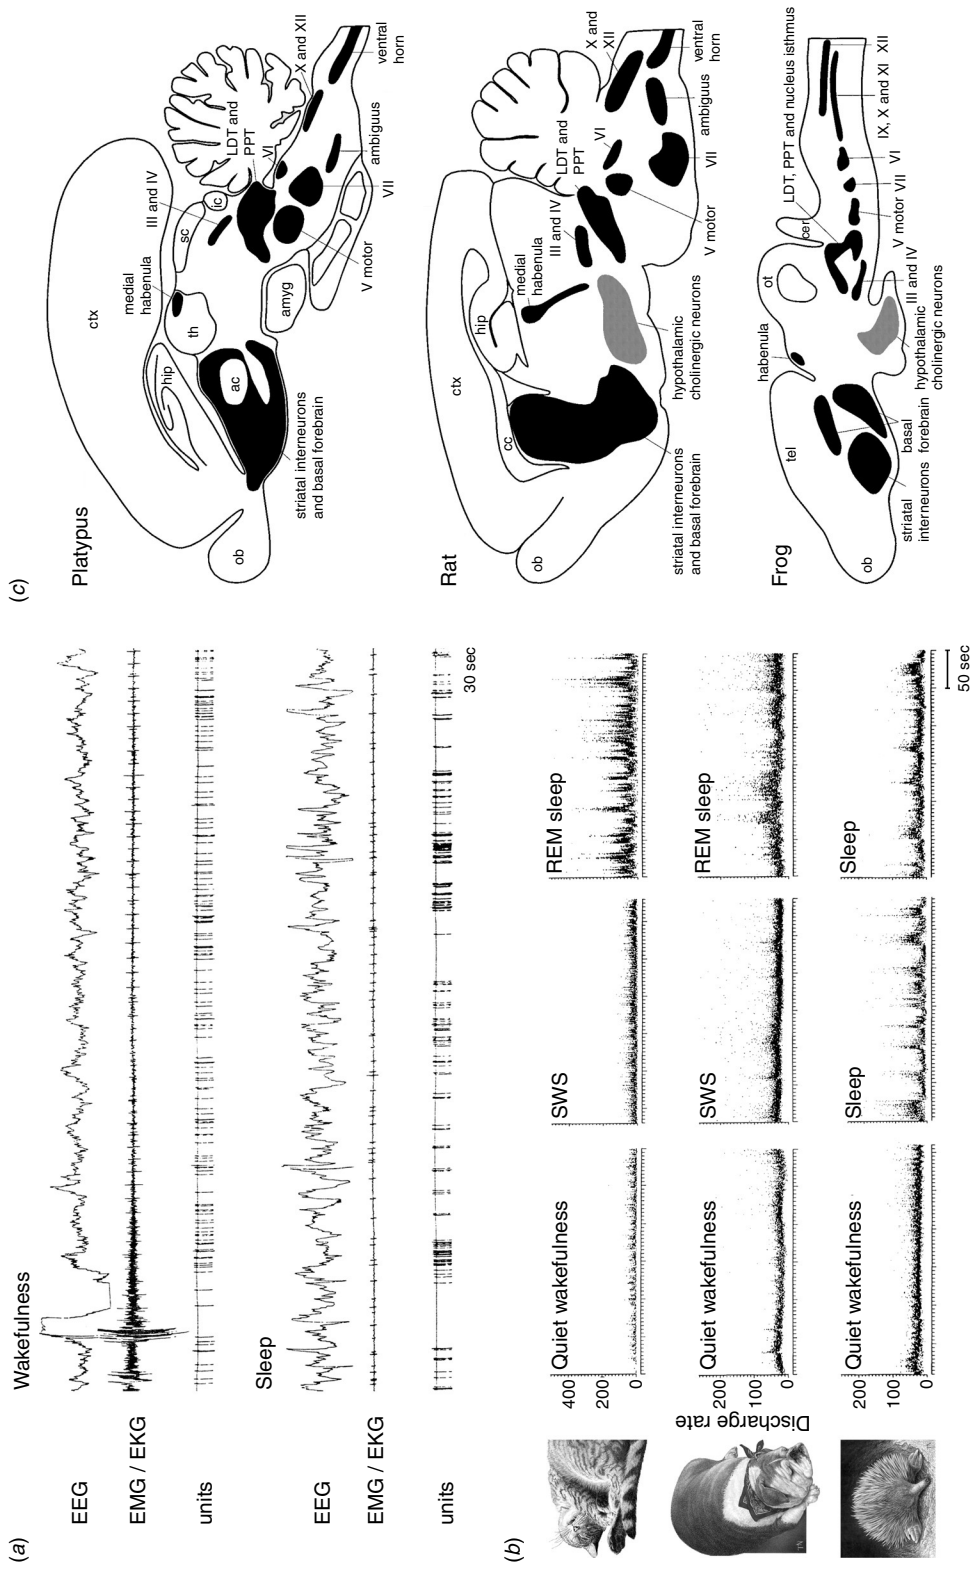 (a)
Wakefulness
EEG
EMG / EKG
units
Sleep
EEG
EMG / EKG
units
30 sec
(b)
Discharge rate
400
200
0
Quiet wakefulness
SWS
REM sleep
200
100
0
Quiet wakefulness
SWS
REM sleep
200
100
0
Quiet wakefulness
Sleep
Sleep
50 sec
(c)
Platypus
ctx
ob
hip
th
medial
habenula
sc
ic
III and IV
LDT and
PPT
VI
X and XII
ac
amyg
striatal interneurons
and basal forebrain
V motor
VII
ambiguus
ventral
horn
Rat
ctx
ob
cc
hip
medial
habenula
III and IV
LDT and
PPT
VI
X and
XII
striatal interneurons
and basal forebrain
hypothalamic
cholinergic neurons
V motor
VII
ambiguus
ventral
horn
Frog
ob
tel
habenula
ot
cer
LDT, PPT and nucleus isthmus
striatal
interneurons
basal
forebrain
hypothalamic
cholinergic neurons
III and IV
V motor
VII
VI
IX, X and XI
XII